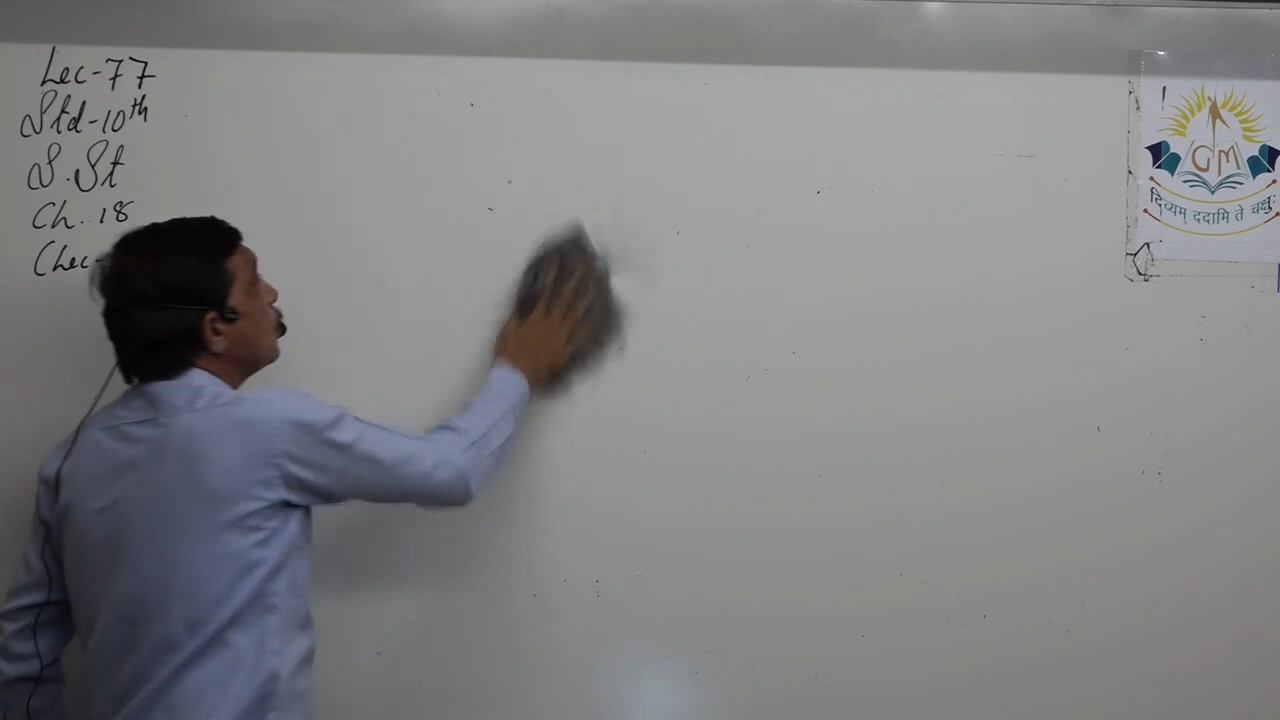 Lec-77
Std-10th
S.St
Ch. 18
GM
दिव्यम् ददामि ते चक्षुः